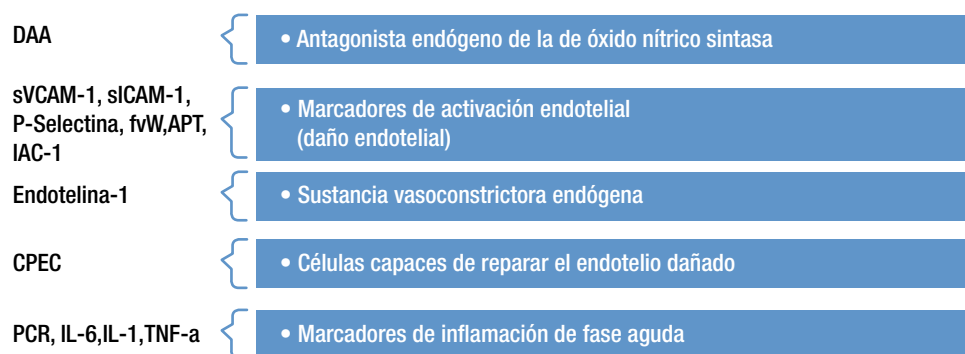 DAA
• Antagonista endógeno de la de óxido nítrico sintasa
sVCAM-1, sICAM-1,
P-Selectina, fvW,APT,
IAC-1
• Marcadores de activación endotelial
(daño endotelial)
Endotelina-1
• Sustancia vasoconstrictora endógena
CPEC
• Células capaces de reparar el endotelio dañado
PCR, IL-6,IL-1,TNF-a
• Marcadores de inflamación de fase aguda